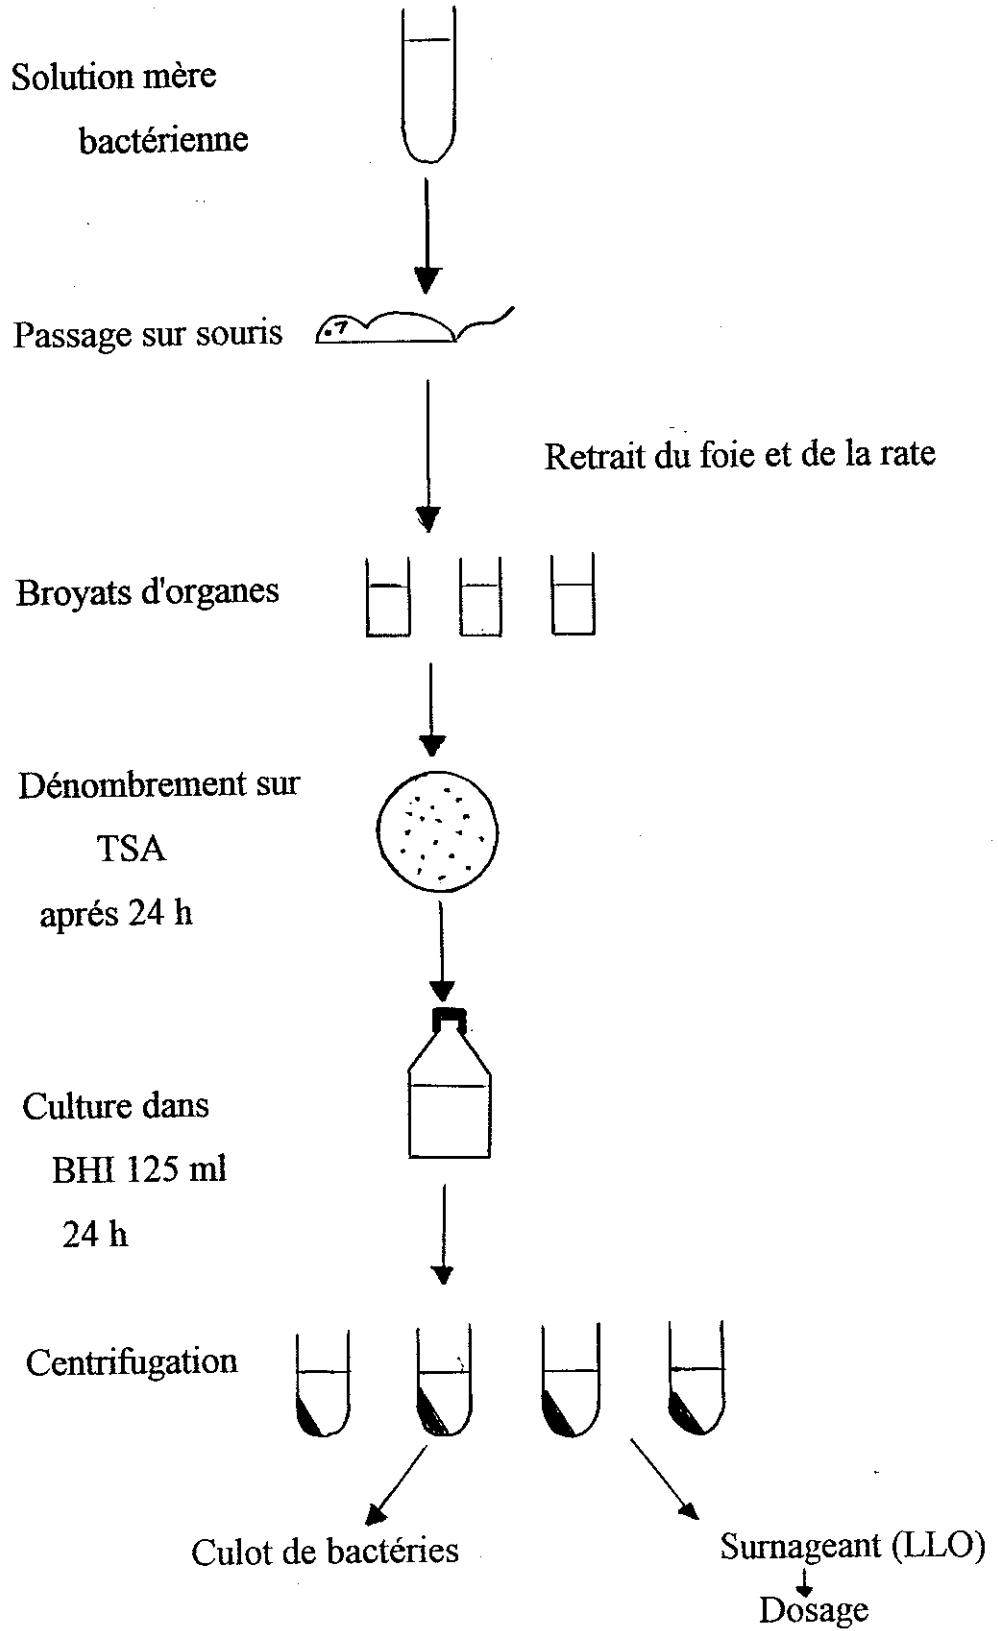 Solution mère
bactérienne
Passage sur souris
Retrait du foie et de la rate
Broyats d'organes
Dénombrement sur
TSA
aprés 24 h
Culture dans
BHI 125 ml
24 h
Centrifugation
Culot de bactéries
Surnageant (LLO)
Dosage